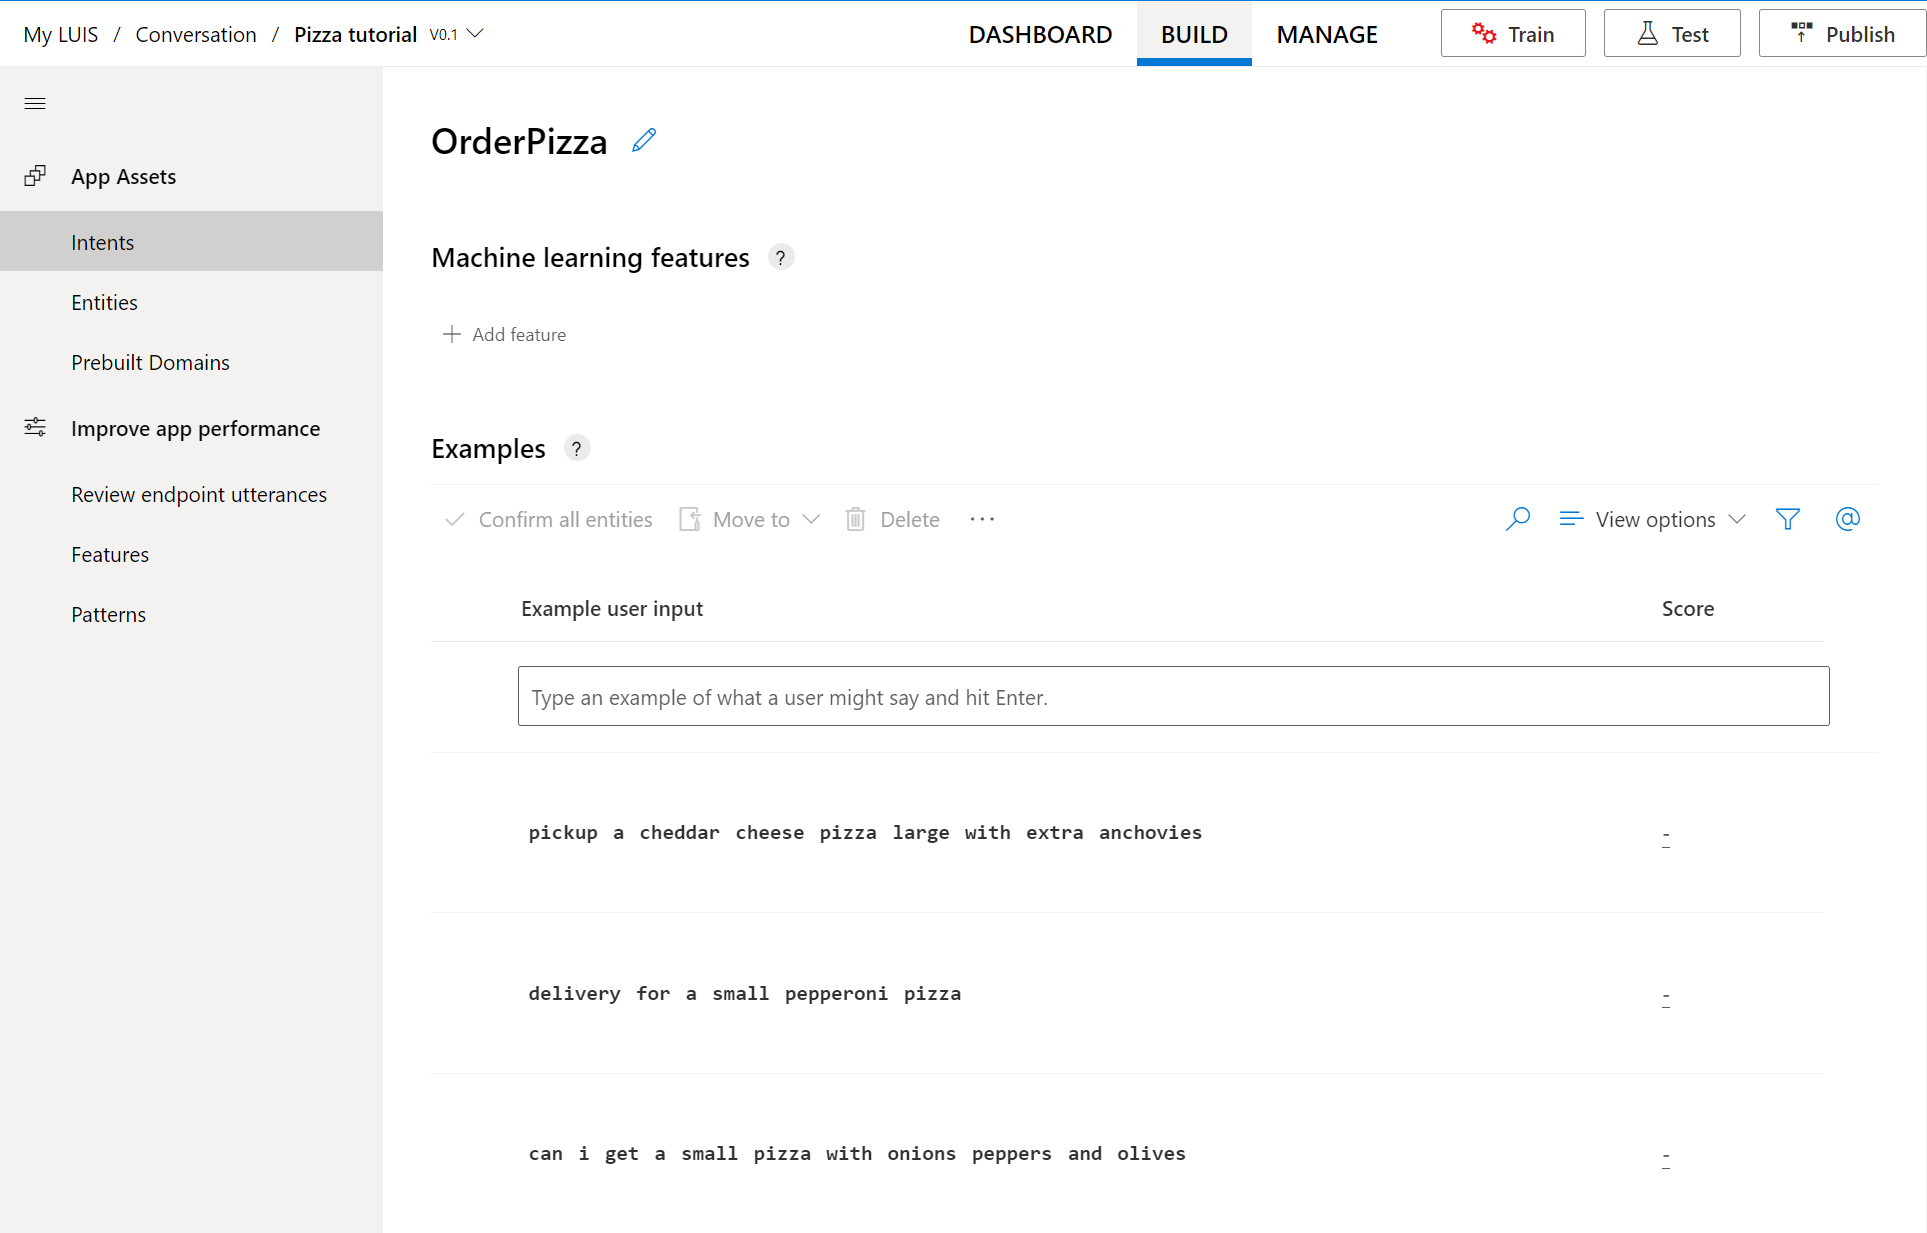 My LUIS / Conversation / Pizza tutorial V0.1
DASHBOARD BUILD MANAGE Train Test Publish
App Assets
Intents
Entities
Prebuilt Domains
Improve app performance
Review endpoint utterances
Features
Patterns
OrderPizza
Machine learning features ?
+ Add feature
Examples ?
Confirm all entities Move to Delete ... View options @
Example user input Score
Type an example of what a user might say and hit Enter.
pickup a cheddar cheese pizza large with extra anchovies -
delivery for a small pepperoni pizza -
can i get a small pizza with onions peppers and olives -